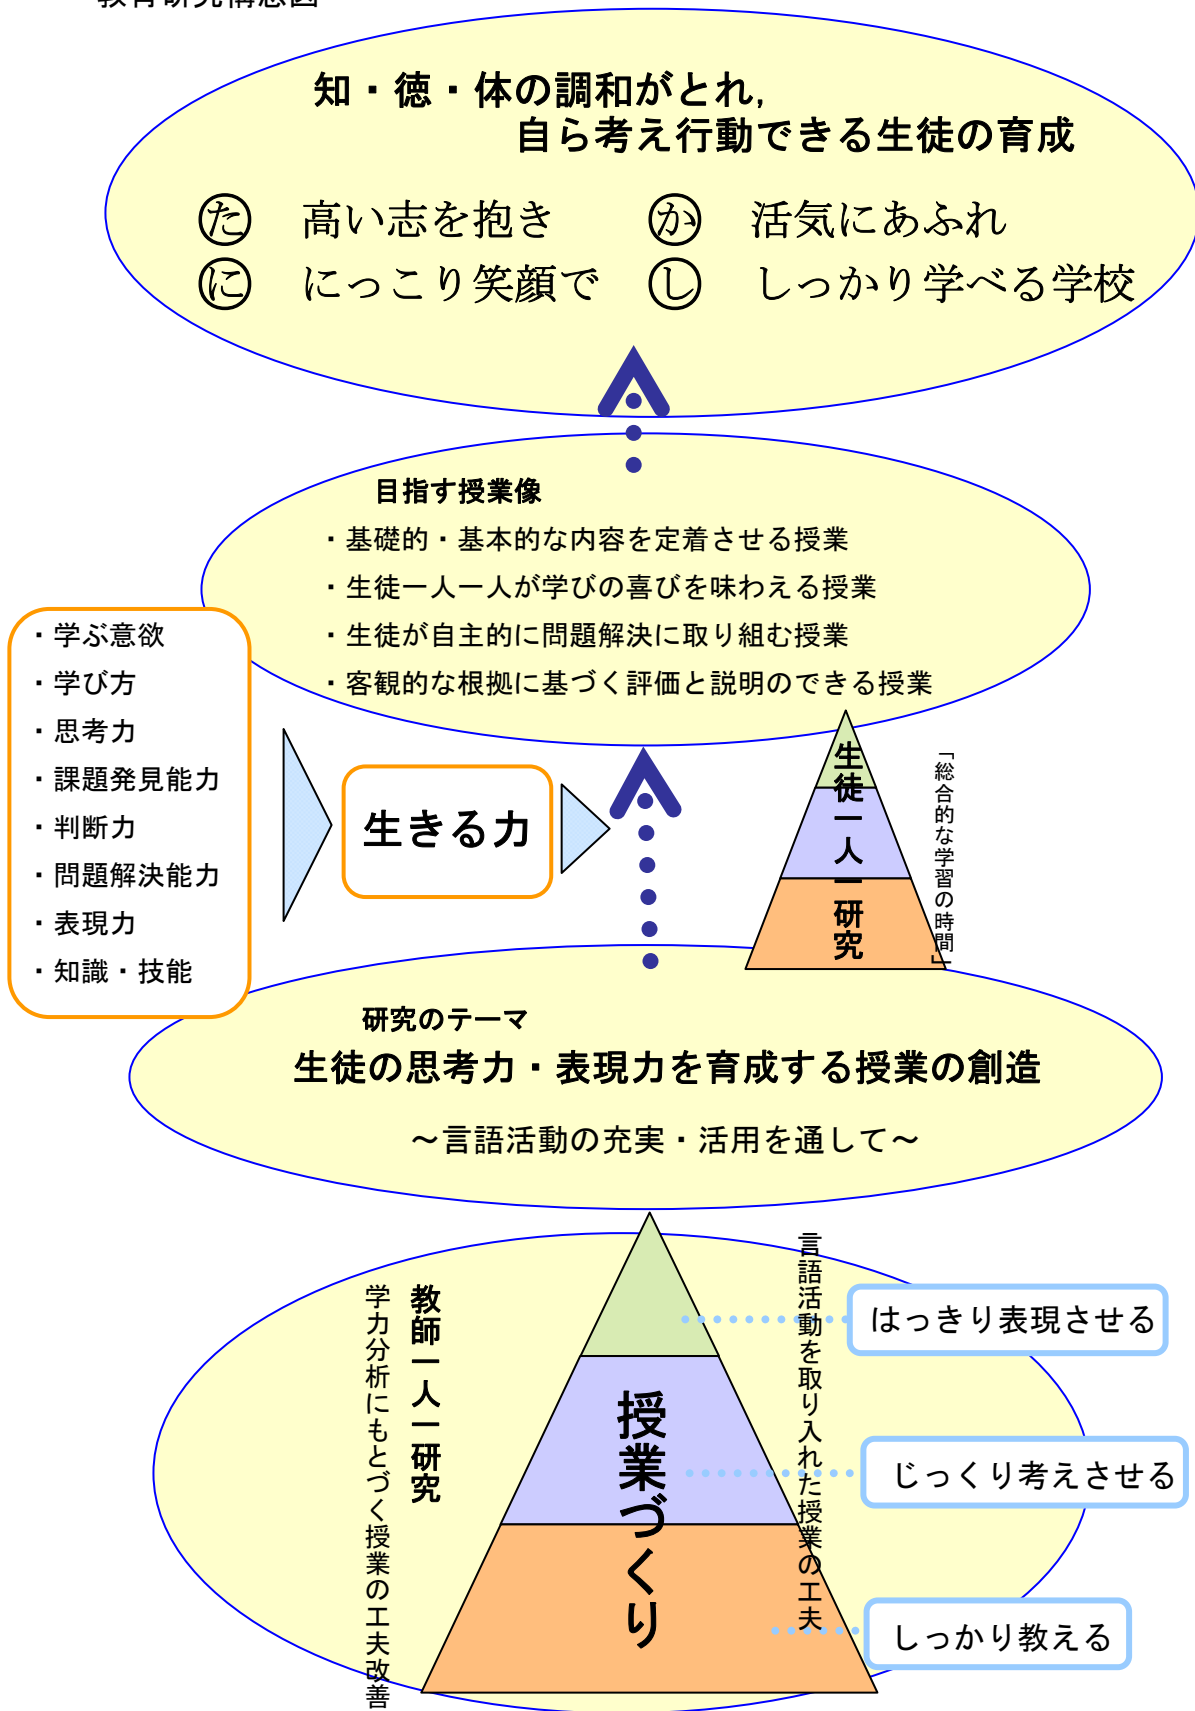 教育研究構想図
知・徳・体の調和がとれ,
自ら考え行動できる生徒の育成
た 高い志を抱き か 活気にあふれ
に にっこり笑顔で し しっかり学べる学校
目指す授業像
・基礎的・基本的な内容を定着させる授業
・生徒一人一人が学びの喜びを味わえる授業
・生徒が自主的に問題解決に取り組む授業
・客観的な根拠に基づく評価と説明のできる授業
・学ぶ意欲
・学び方
・思考力
・課題発見能力
・判断力
・問題解決能力
・表現力
・知識・技能
生きる力
生徒一人一研究
「総合的な学習の時間」
研究のテーマ
生徒の思考力・表現力を育成する授業の創造
～言語活動の充実・活用を通して～
教師一人一研究
学力分析にもとづく授業の工夫改善
授業づくり
言語活動を取り入れた授業の工夫
はっきり表現させる
じっくり考えさせる
しっかり教える